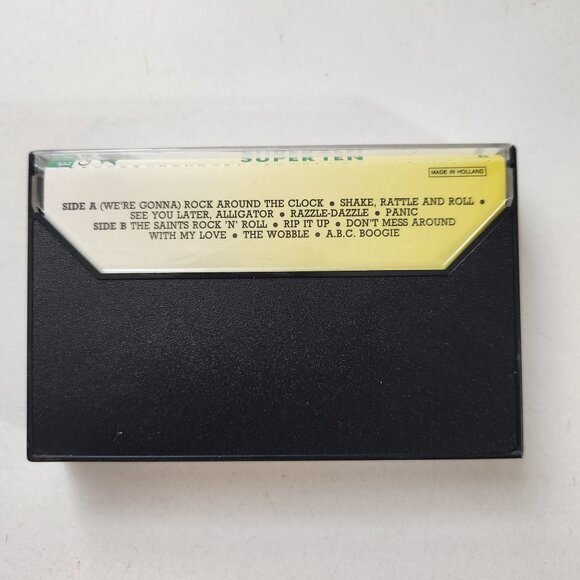 SUPER TEN
MADE IN HOLLAND
SIDE A (WE'RE GONNA) ROCK AROUND THE CLOCK • SHAKE, RATTLE AND ROLL •
SEE YOU LATER, ALLIGATOR • RAZZLE-DAZZLE • PANIC
SIDE B THE SAINTS ROCK 'N' ROLL • RIP IT UP • DON'T MESS AROUND
WITH MY LOVE • THE WOBBLE • A.B.C. BOOGIE